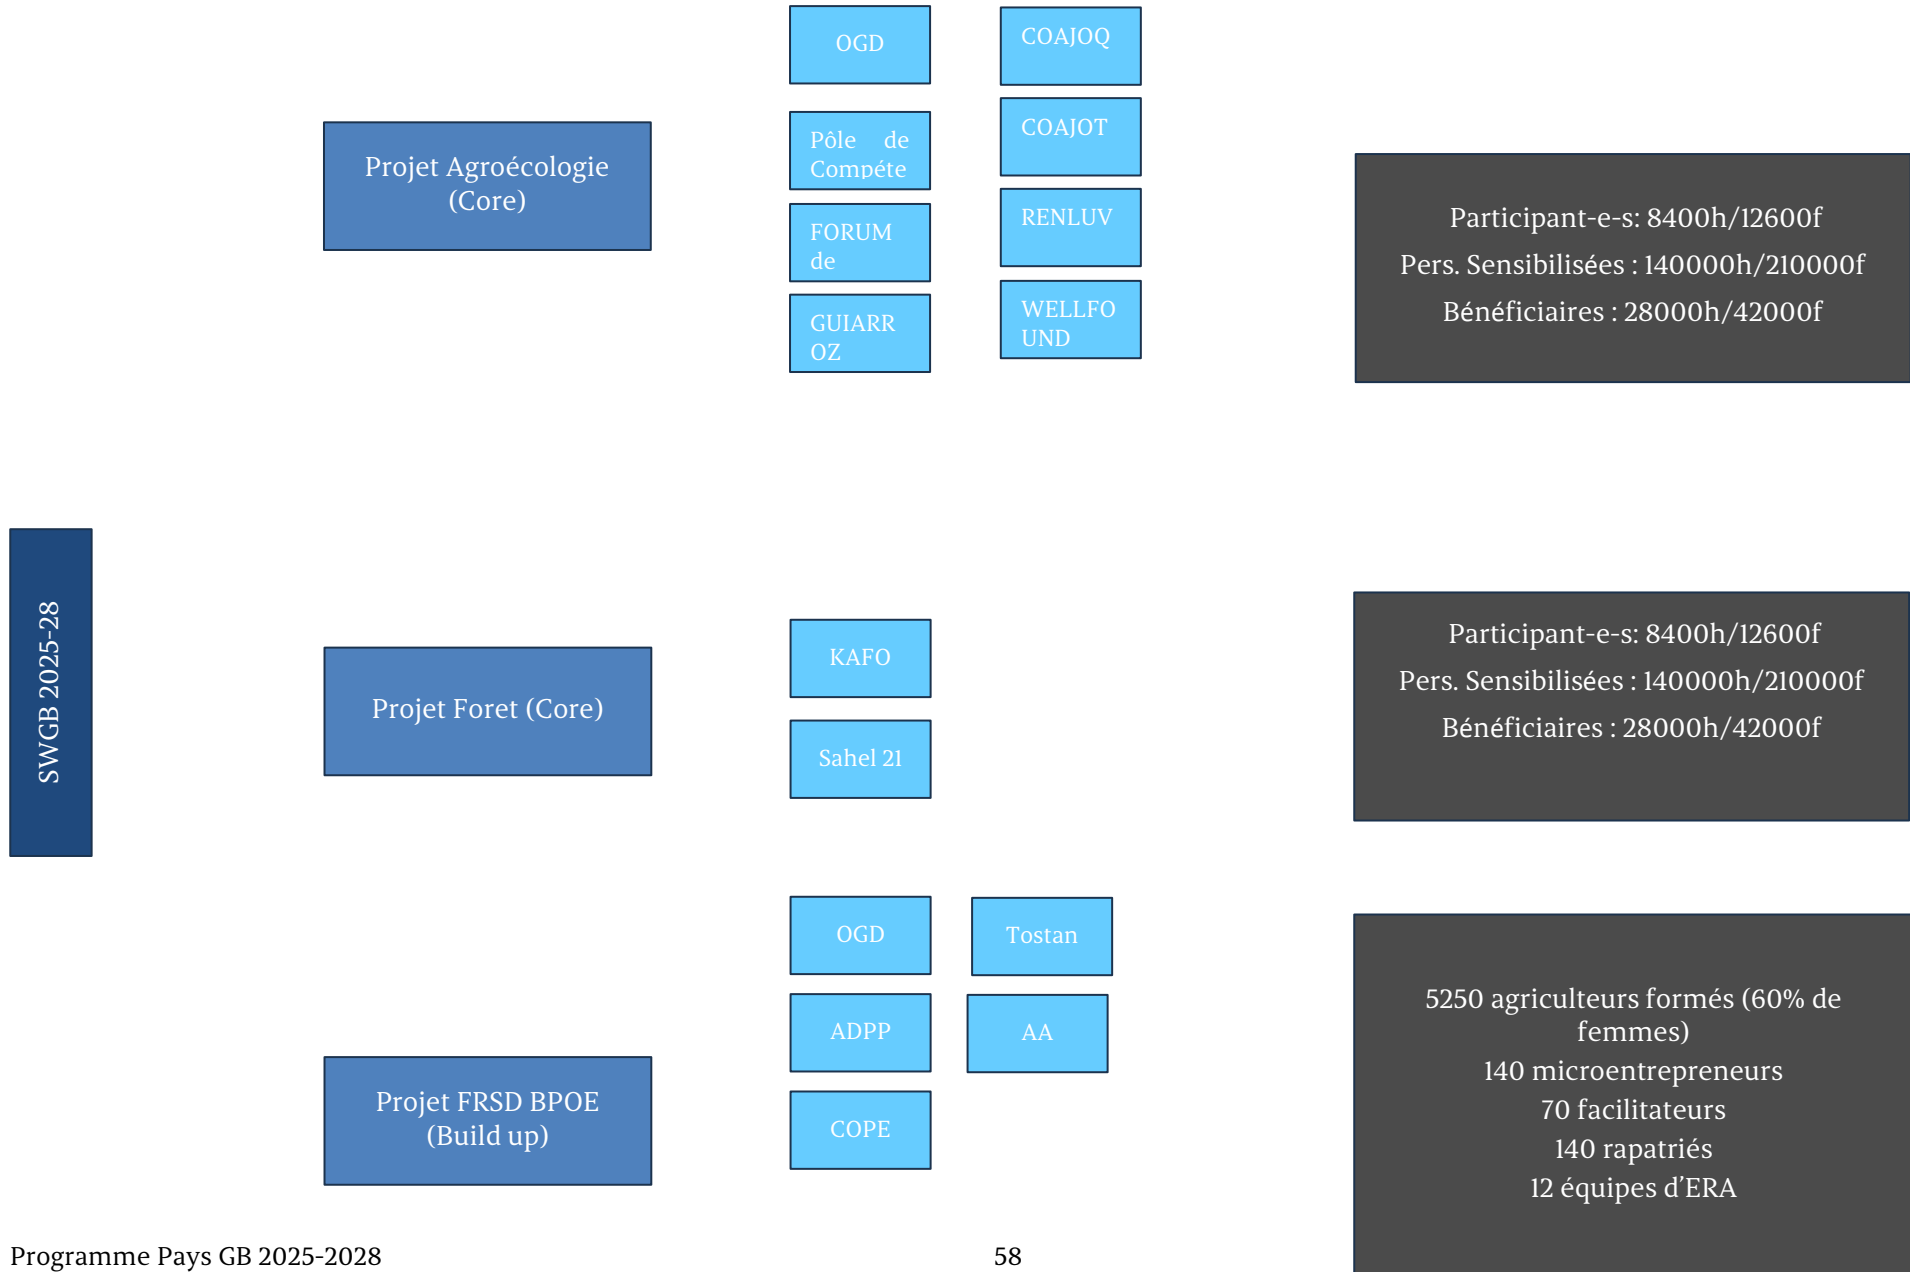 OGD
COAJOQ
Projet Agroécologie
(Core)
Pôle de
Compéte
COAJOT
FORUM
de
RENLUV
GUIARR
OZ
WELLFO
UND
Participant-e-s: 8400h/12600f
Pers. Sensibilisées : 140000h/210000f
Bénéficiaires : 28000h/42000f
SWGB 2025-28
Projet Foret (Core)
KAFO
Sahel 21
Participant-e-s: 8400h/12600f
Pers. Sensibilisées : 140000h/210000f
Bénéficiaires : 28000h/42000f
Projet FRSD BPOE
(Build up)
OGD
Tostan
ADPP
AA
COPE
5250 agriculteurs formés (60% de
femmes)
140 microentrepreneurs
70 facilitateurs
140 rapatriés
12 équipes d'ERA
Programme Pays GB 2025-2028
58